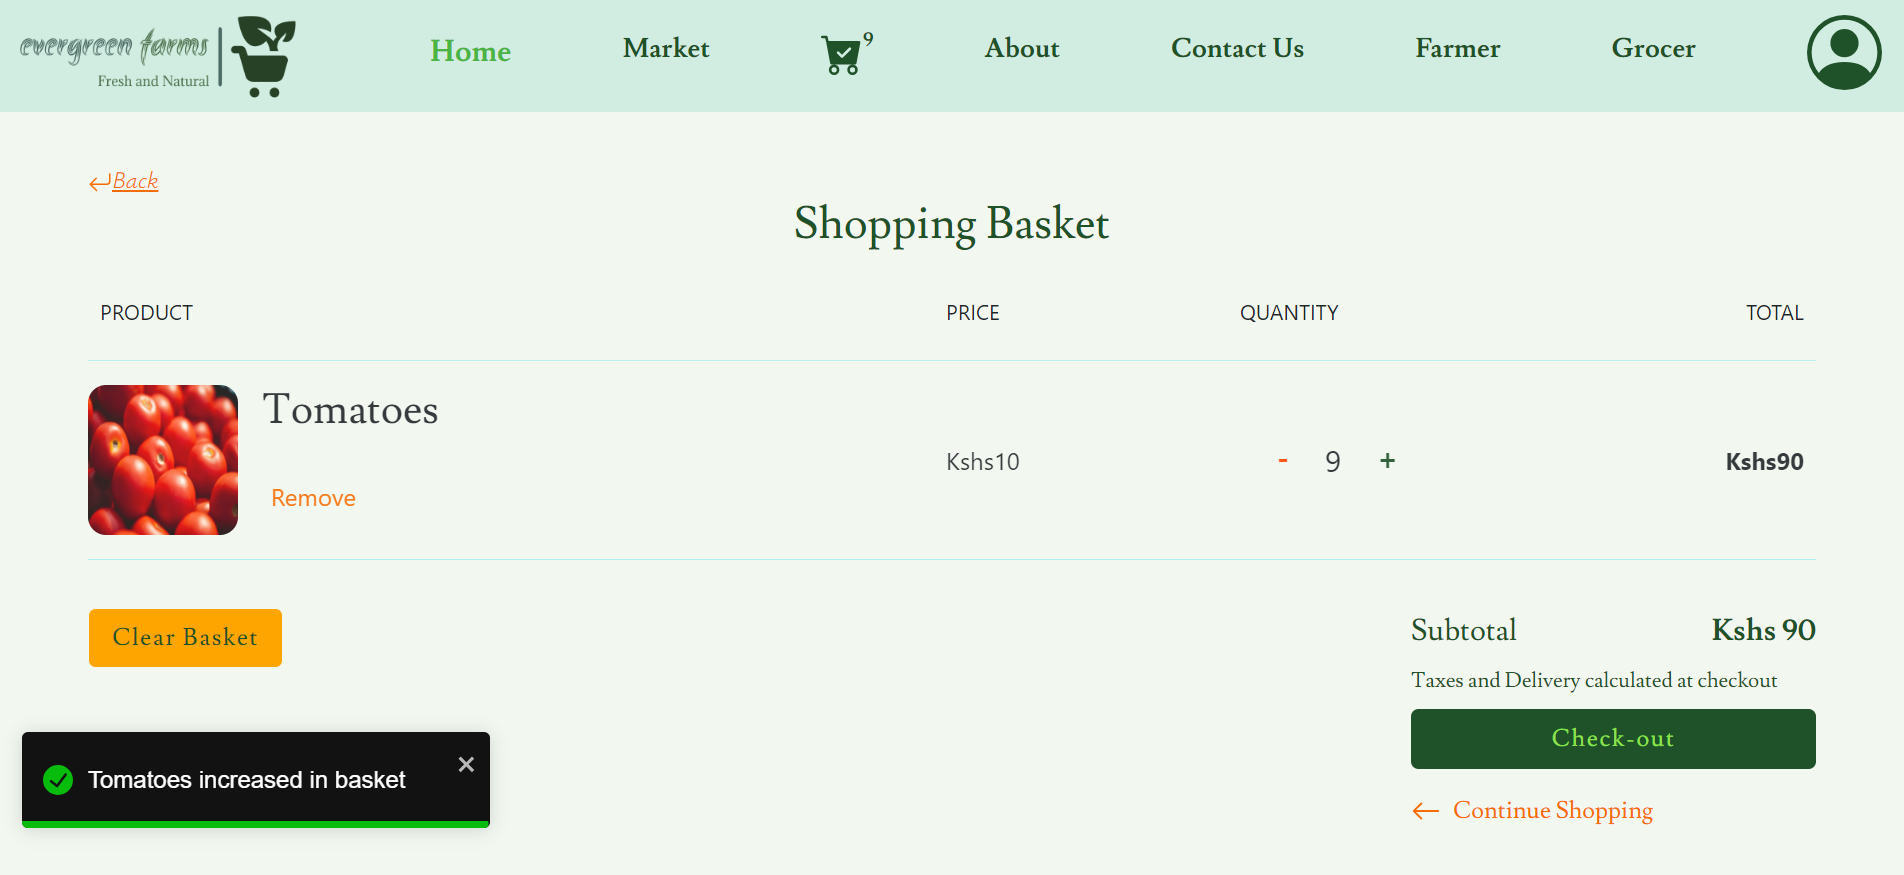 evergreen farms
Fresh and Natural
Home
Market
9
About
Contact Us
Farmer
Grocer
Back
Shopping Basket
PRODUCT PRICE QUANTITY TOTAL
Tomatoes
Kshs10 - 9 + Kshs90
Remove
Clear Basket
Subtotal Kshs 90
Taxes and Delivery calculated at checkout
Check-out
Continue Shopping
Tomatoes increased in basket